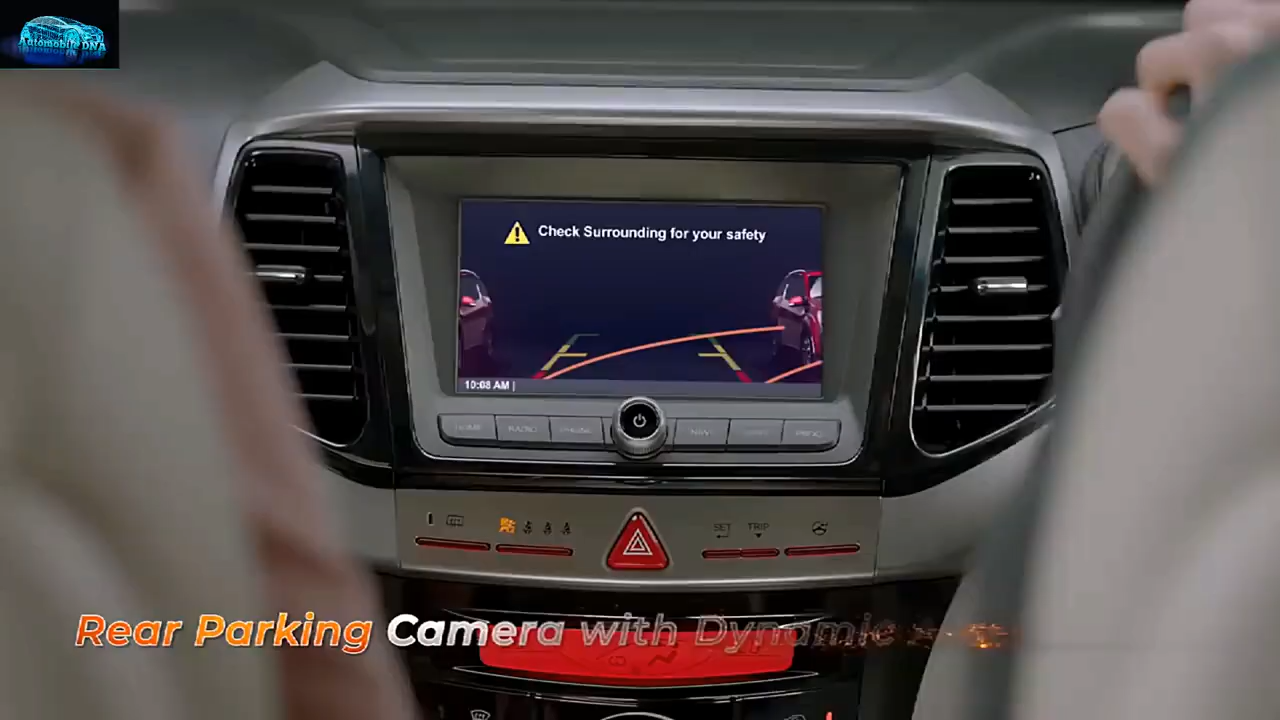 Automobile DNA
Check Surrounding for your safety
10:08 AM
HOME RADIO PHONE NAVI
SET TRIP
Rear Parking Camera with Dynamic